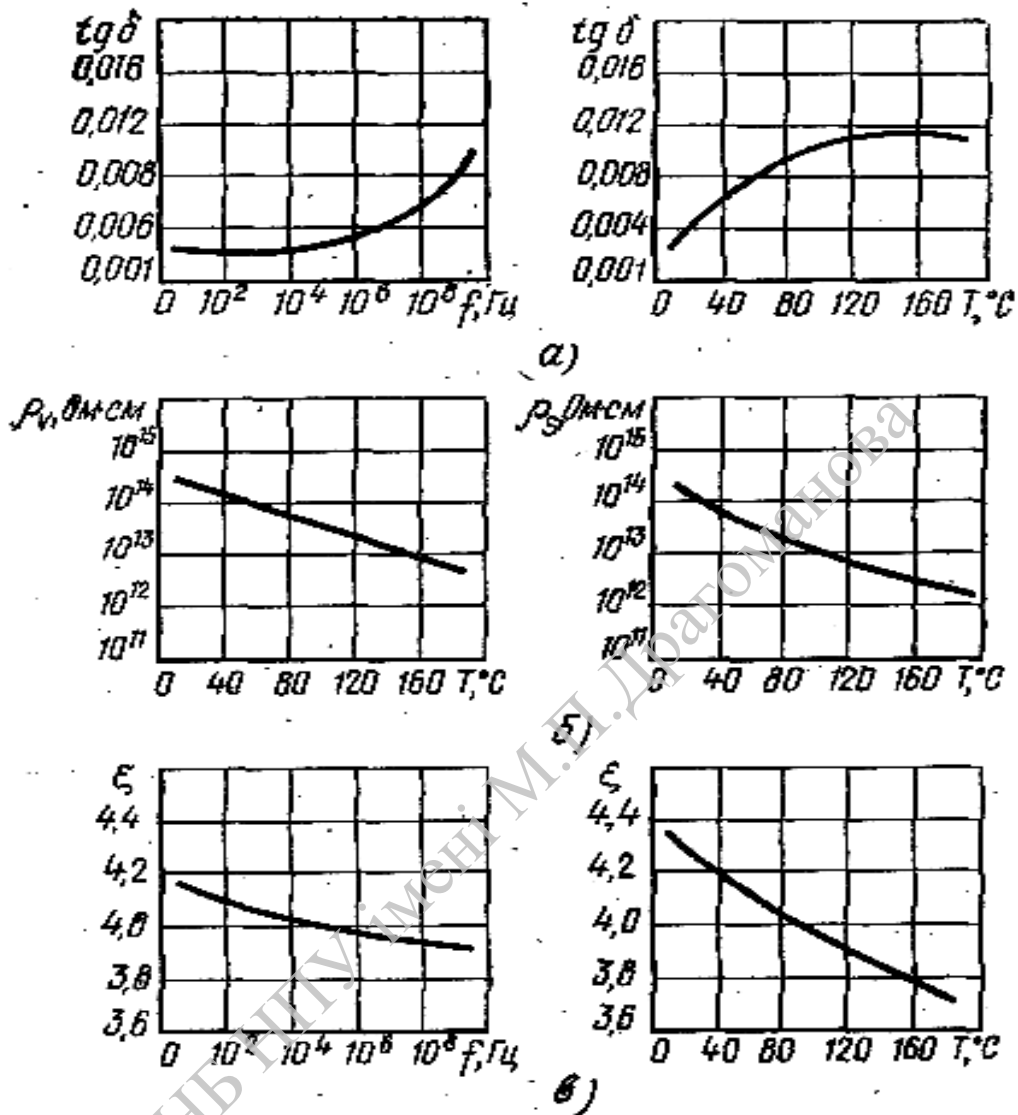 tg δ
0,016
0,012
0,008
0,006
0,001
0 10² 10⁴ 10⁶ 10⁸ f, Гц
tg δ
0,016
0,012
0,008
0,004
0,001
0 40 80 120 160 T,°C
а)
ρv, Ом·см
10¹⁵
10¹⁴
10¹³
10¹²
10¹¹
0 40 80 120 160 T,°C
ρs, Ом·см
10¹⁵
10¹⁴
10¹³
10¹²
10¹¹
0 40 80 120 160 T,°C
б)
ξ
4,4
4,2
4,0
3,8
3,6
0 10² 10⁴ 10⁶ 10⁸ f, Гц
ξ
4,4
4,2
4,0
3,8
3,6
0 40 80 120 160 T,°C
в)
НБ НПУ імені М.П.Драгоманова